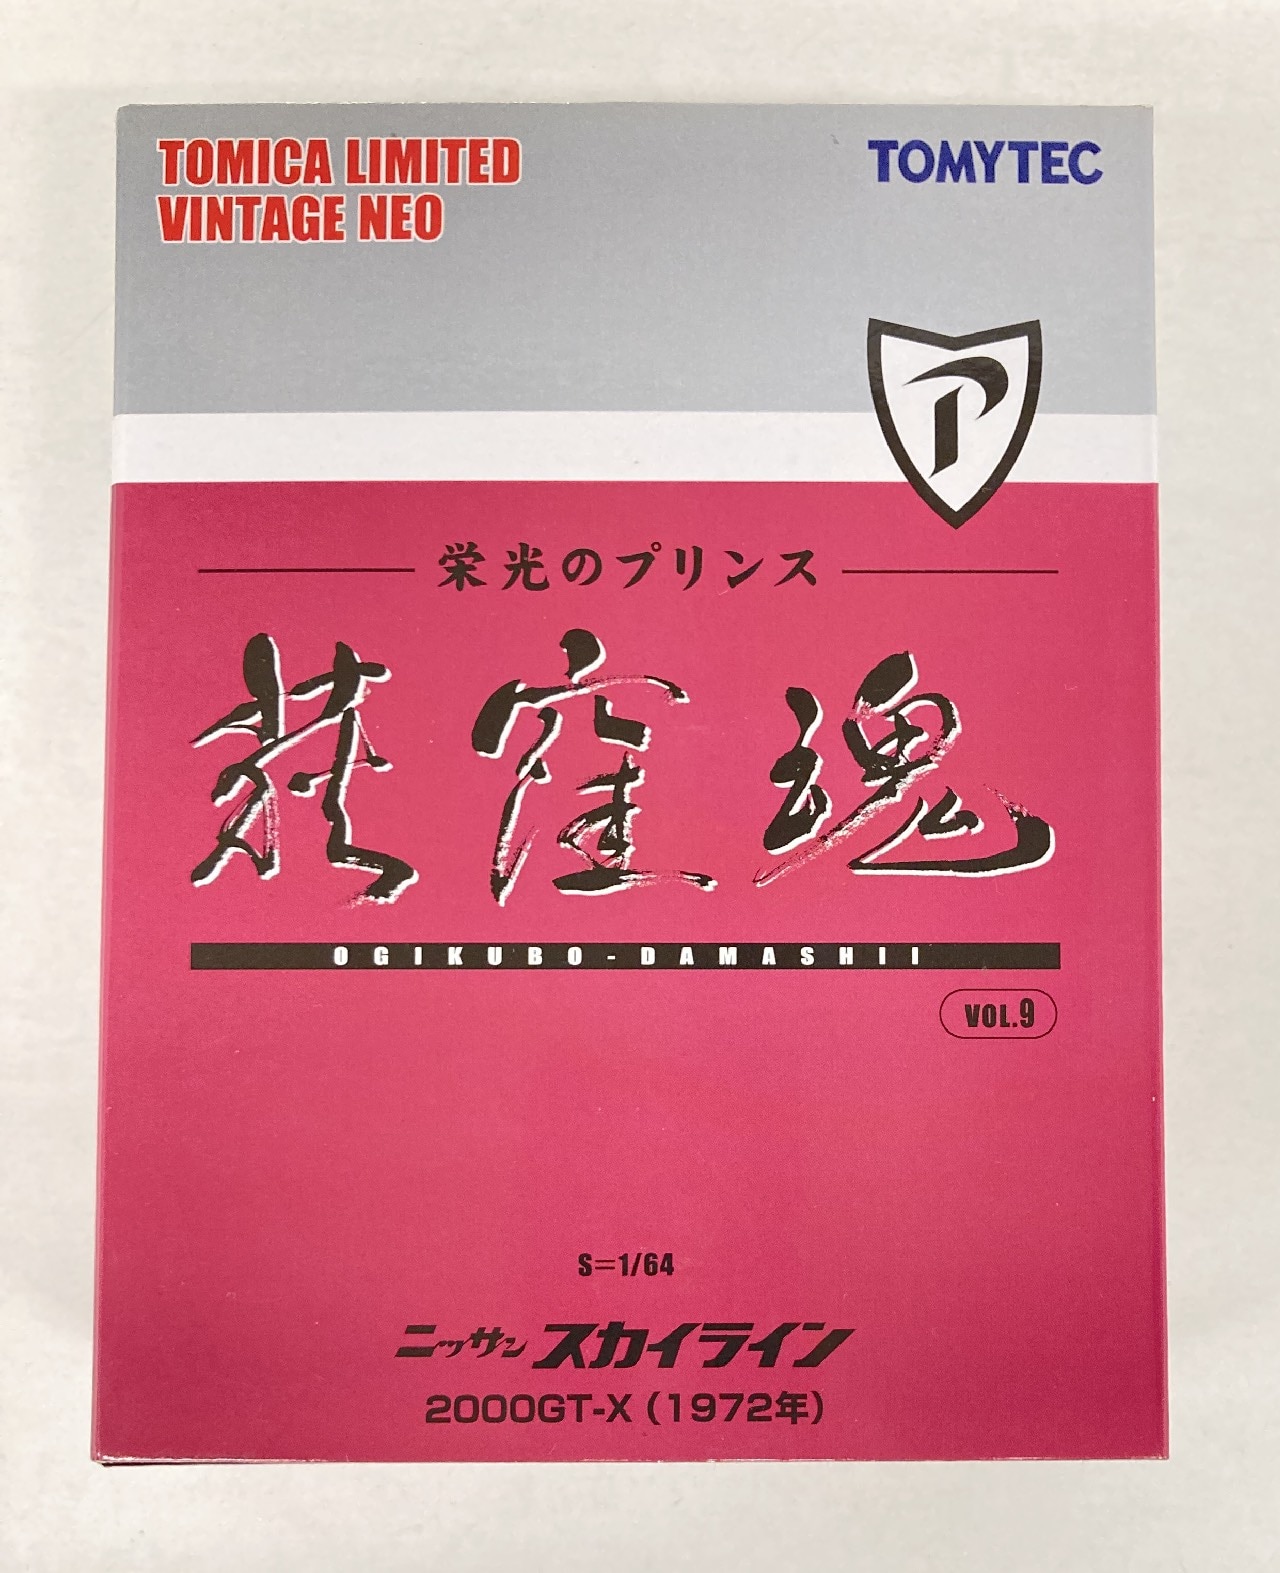 TOMICA LIMITED
VINTAGE NEO
TOMYTEC
P
栄光のプリンス
荻窪魂
OGIKUBO-DAMASHII
VOL.9
S=1/64
ニッサン スカイライン
2000GT-X (1972年)